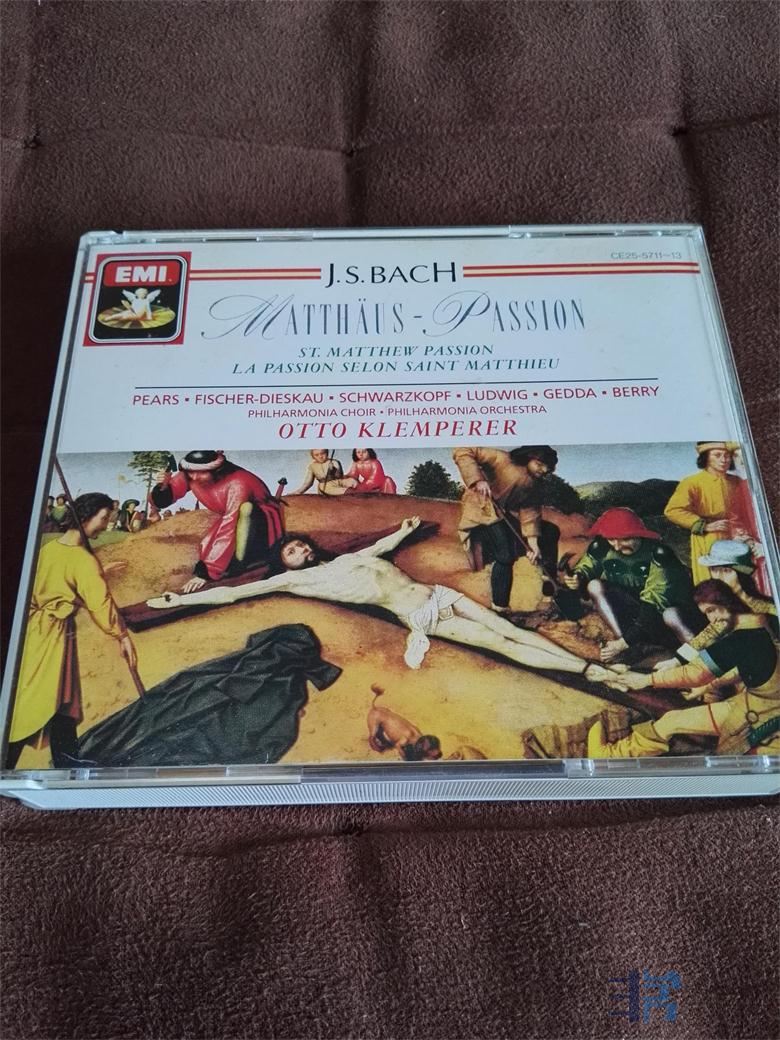 EMI
J.S.BACH
CE25-5711~13
MATTHÄUS-PASSION
ST. MATTHEW PASSION
LA PASSION SELON SAINT MATTHIEU
PEARS ▪ FISCHER-DIESKAU ▪ SCHWARZKOPF ▪ LUDWIG ▪ GEDDA ▪ BERRY
PHILHARMONIA CHOIR ▪ PHILHARMONIA ORCHESTRA
OTTO KLEMPERER